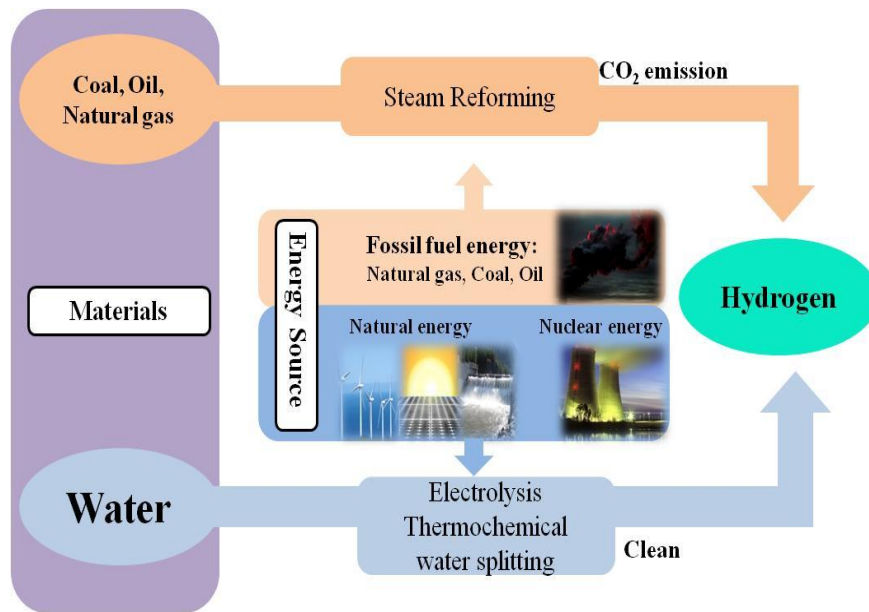 Coal, Oil,
Natural gas
Steam Reforming
CO₂ emission
Energy Source
Fossil fuel energy:
Natural gas, Coal, Oil
Materials
Hydrogen
Natural energy
Nuclear energy
Water
Electrolysis
Thermochemical
water splitting
Clean